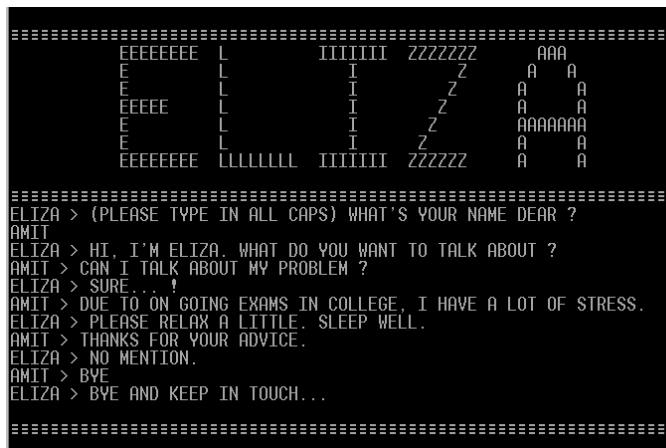 ==================================================================
EEEEEEEE L IIIIIII ZZZZZZZ AAA
E L I Z A A
E L I Z A A
EEEEE L I Z A A
E L I Z AAAAAAA
E L I Z A A
EEEEEEEE LLLLLLLL IIIIIII ZZZZZZ A A
==================================================================
ELIZA > (PLEASE TYPE IN ALL CAPS) WHAT'S YOUR NAME DEAR ?
AMIT
ELIZA > HI, I'M ELIZA. WHAT DO YOU WANT TO TALK ABOUT ?
AMIT > CAN I TALK ABOUT MY PROBLEM ?
ELIZA > SURE... !
AMIT > DUE TO ON GOING EXAMS IN COLLEGE, I HAVE A LOT OF STRESS.
ELIZA > PLEASE RELAX A LITTLE. SLEEP WELL.
AMIT > THANKS FOR YOUR ADVICE.
ELIZA > NO MENTION.
AMIT > BYE
ELIZA > BYE AND KEEP IN TOUCH...
==================================================================